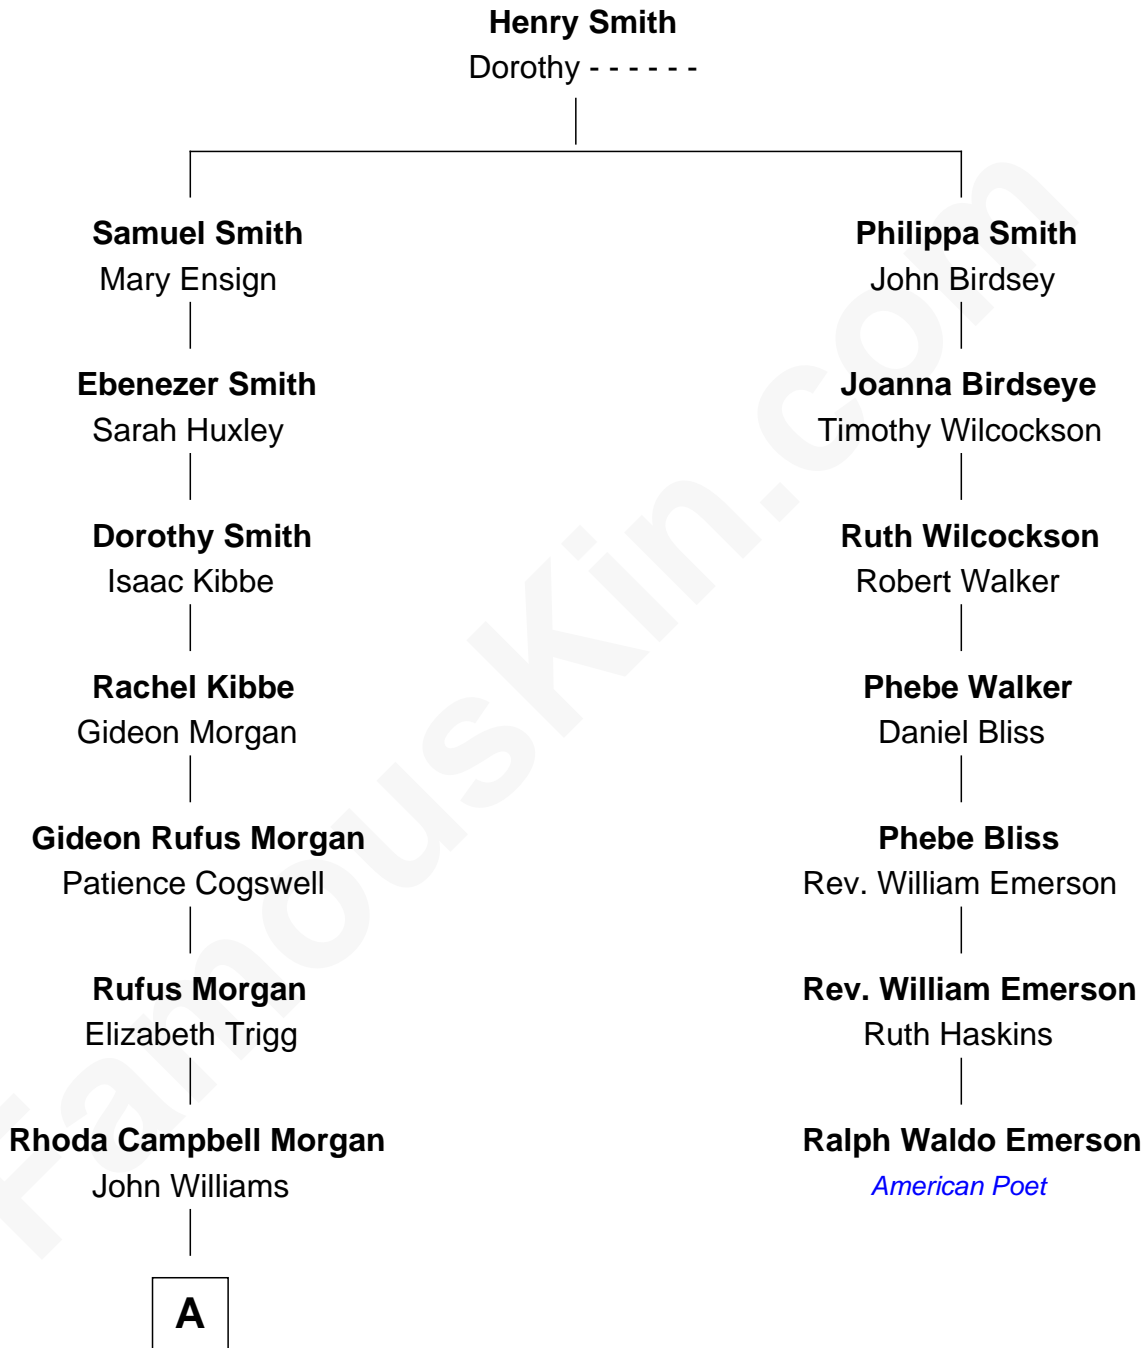 Henry Smith
Dorothy - - - - - -
Samuel Smith
Mary Ensign
Philippa Smith
John Birdsey
Ebenezer Smith
Sarah Huxley
Joanna Birdseye
Timothy Wilcockson
Dorothy Smith
Isaac Kibbe
Ruth Wilcockson
Robert Walker
Rachel Kibbe
Gideon Morgan
Phebe Walker
Daniel Bliss
Gideon Rufus Morgan
Patience Cogswell
Phebe Bliss
Rev. William Emerson
Rufus Morgan
Elizabeth Trigg
Rev. William Emerson
Ruth Haskins
Rhoda Campbell Morgan
John Williams
Ralph Waldo Emerson
American Poet
A
FamousKin.com